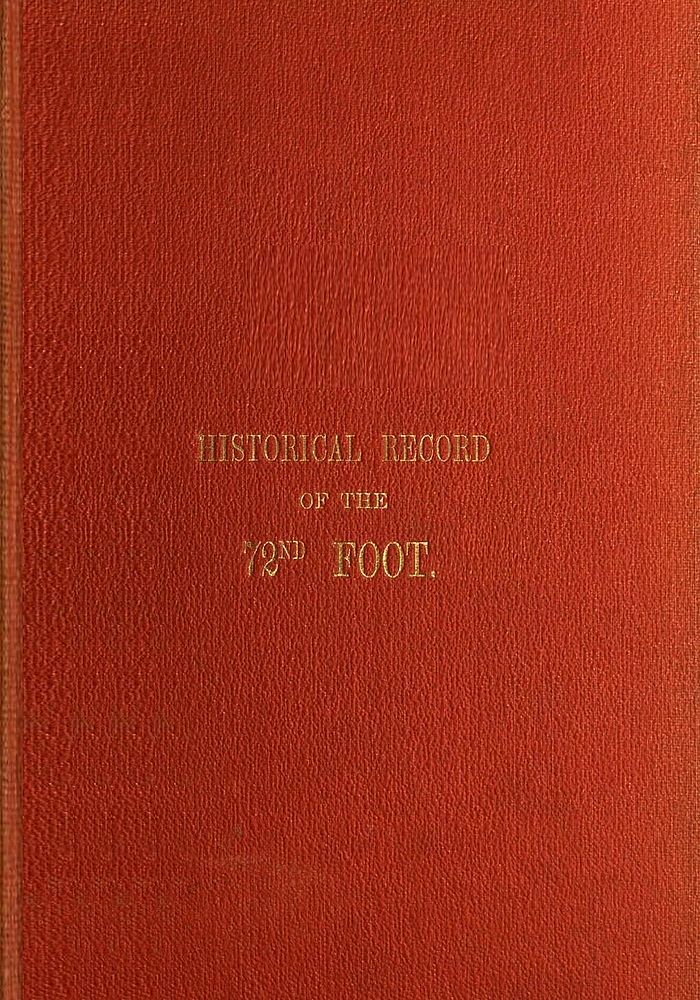 HISTORICAL RECORD
OF THE
72ND FOOT.